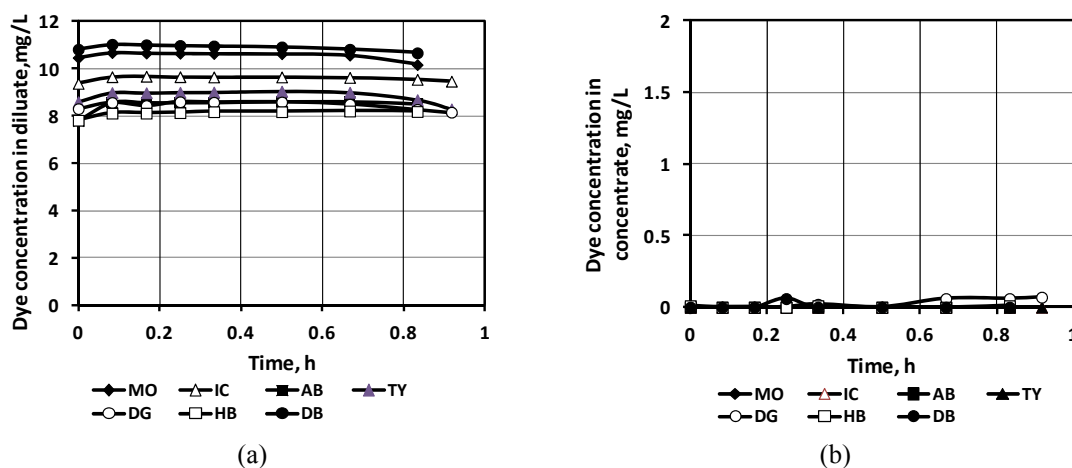 Dye concentration in diluate,mg/L
12
10
8
6
4
2
0
0 0.2 0.4 0.6 0.8 1
Time, h
MO IC AB TY
DG HB DB
(a)
Dye concentration in
concentrate, mg/L
2
1.5
1
0.5
0
0 0.2 0.4 0.6 0.8 1
Time, h
MO IC AB TY
DG HB DB
(b)